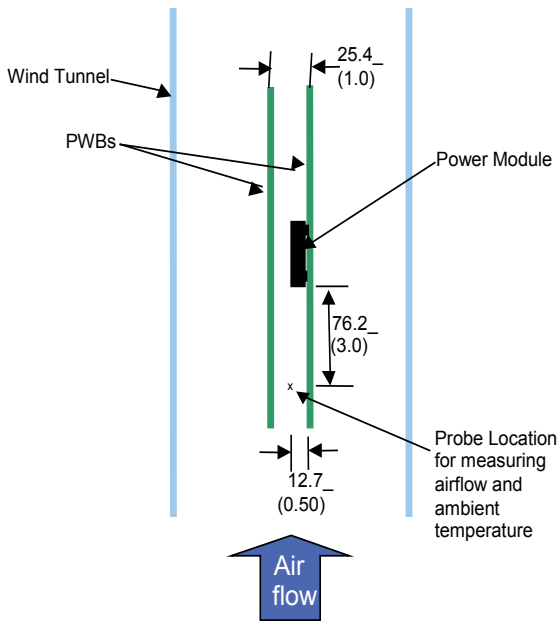 25.4_
(1.0)
Wind Tunnel
PWBs
Power Module
76.2_
(3.0)
x
Probe Location
for measuring
airflow and
ambient
temperature
12.7_
(0.50)
Air
flow